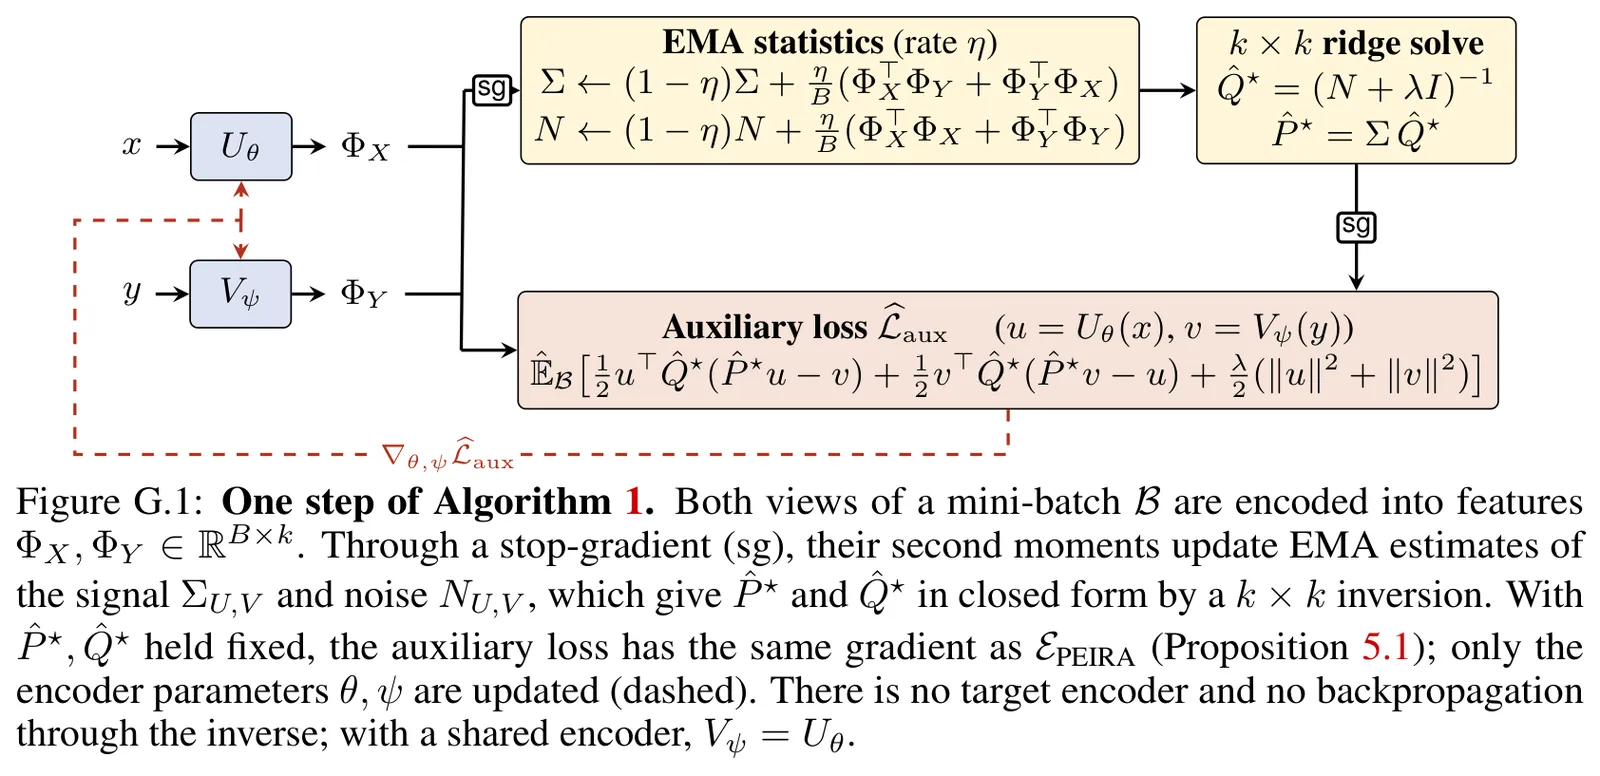 EMA statistics (rate η)
Σ ← (1 − η)Σ + η/B (Φ_X^⊤Φ_Y + Φ_Y^⊤Φ_X)
N ← (1 − η)N + η/B (Φ_X^⊤Φ_X + Φ_Y^⊤Φ_Y)
k × k ridge solve
Q̂⋆ = (N + λI)⁻¹
P̂⋆ = Σ Q̂⋆
sg
x
U_θ
Φ_X
sg
y
V_ψ
Φ_Y
Auxiliary loss L̂_aux (u = U_θ(x), v = V_ψ(y))
Ê_𝓑[½u^⊤Q̂⋆(P̂⋆u − v) + ½v^⊤Q̂⋆(P̂⋆v − u) + λ/2(‖u‖² + ‖v‖²)]
∇_{θ,ψ}L̂_aux
Figure G.1: One step of Algorithm 1. Both views of a mini-batch 𝓑 are encoded into features
Φ_X, Φ_Y ∈ ℝ^{B×k}. Through a stop-gradient (sg), their second moments update EMA estimates of
the signal Σ_{U,V} and noise N_{U,V}, which give P̂⋆ and Q̂⋆ in closed form by a k × k inversion. With
P̂⋆, Q̂⋆ held fixed, the auxiliary loss has the same gradient as ℰ_PEIRA (Proposition 5.1); only the
encoder parameters θ, ψ are updated (dashed). There is no target encoder and no backpropagation
through the inverse; with a shared encoder, V_ψ = U_θ.